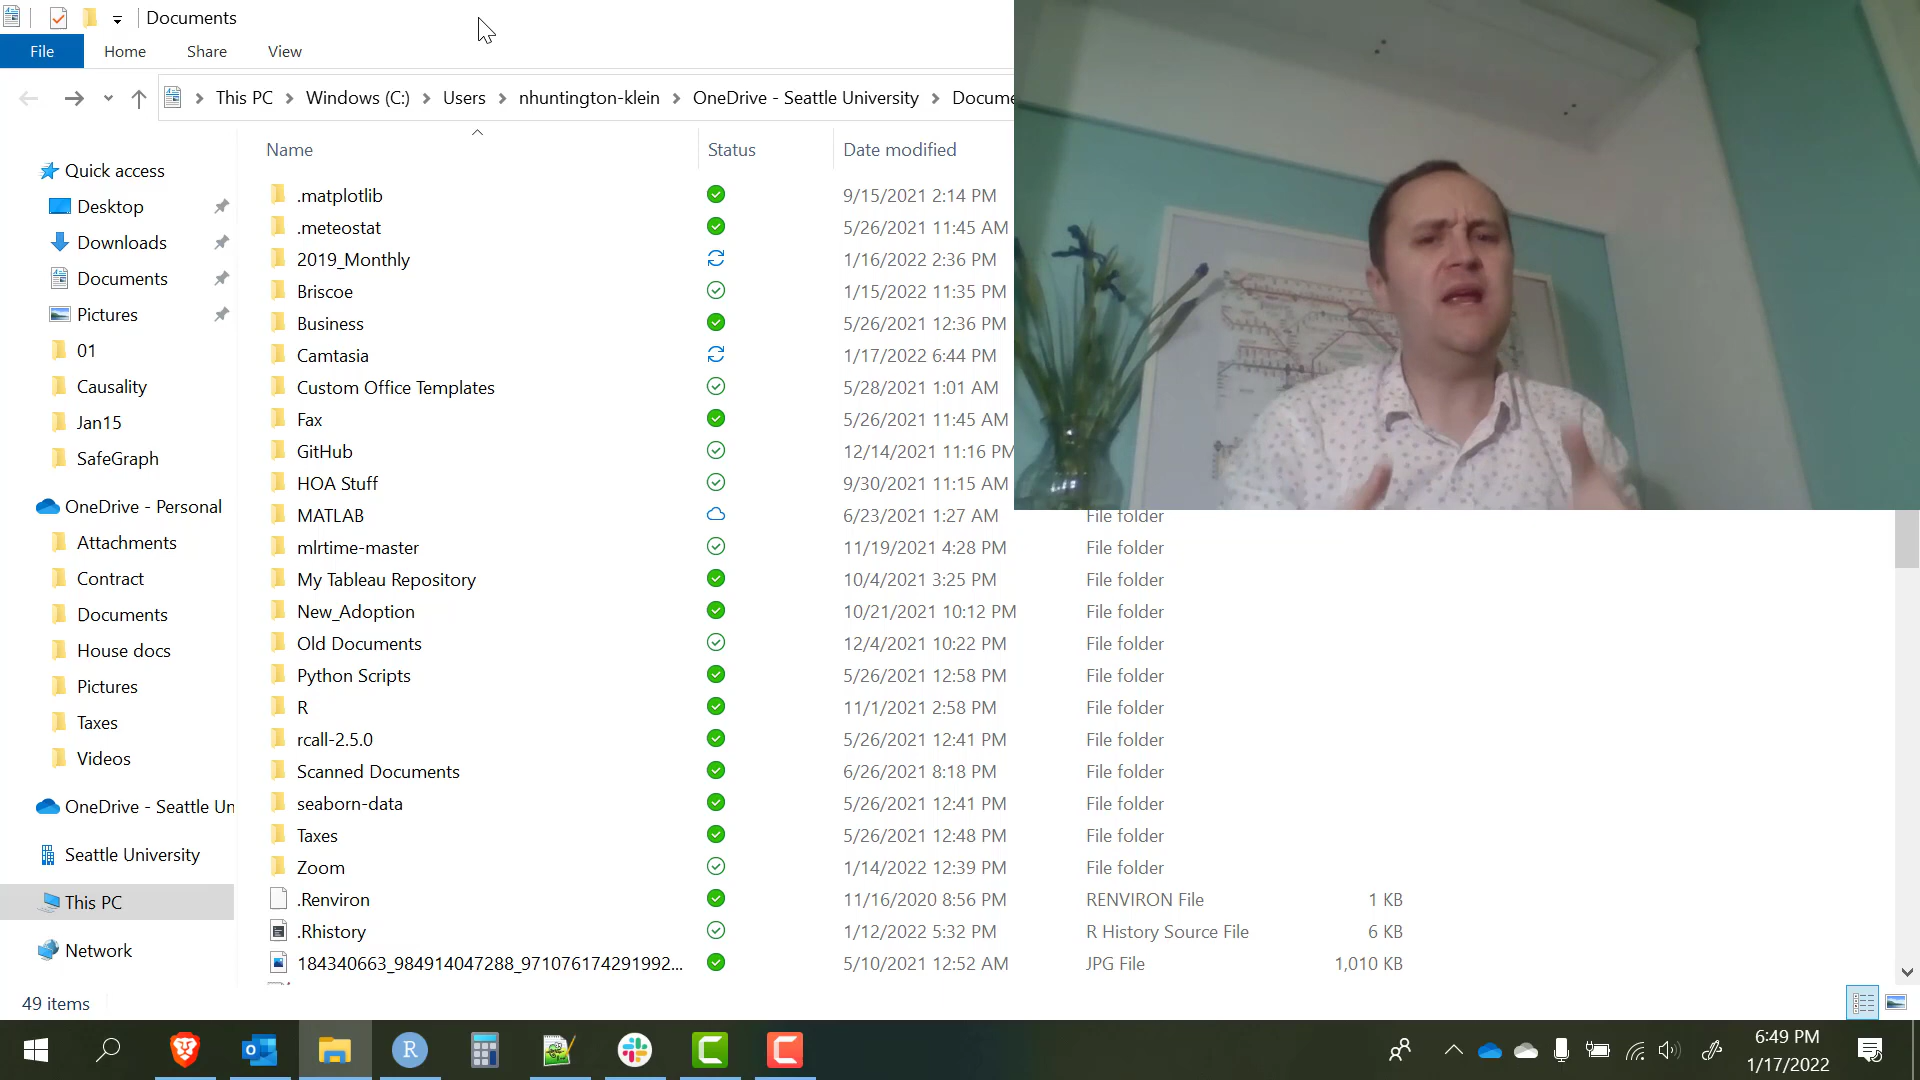 Documents
File Home Share View
This PC Windows (C:) Users nhuntington-klein OneDrive - Seattle University Docume
Name Status Date modified
Quick access
Desktop
Downloads
Documents
Pictures
01
Causality
Jan15
SafeGraph
OneDrive - Personal
Attachments
Contract
Documents
House docs
Pictures
Taxes
Videos
OneDrive - Seattle Un
Seattle University
This PC
Network
.matplotlib 9/15/2021 2:14 PM
.meteostat 5/26/2021 11:45 AM
2019_Monthly 1/16/2022 2:36 PM
Briscoe 1/15/2022 11:35 PM
Business 5/26/2021 12:36 PM
Camtasia 1/17/2022 6:44 PM
Custom Office Templates 5/28/2021 1:01 AM
Fax 5/26/2021 11:45 AM
GitHub 12/14/2021 11:16 PM
HOA Stuff 9/30/2021 11:15 AM
MATLAB 6/23/2021 1:27 AM File folder
mlrtime-master 11/19/2021 4:28 PM File folder
My Tableau Repository 10/4/2021 3:25 PM File folder
New_Adoption 10/21/2021 10:12 PM File folder
Old Documents 12/4/2021 10:22 PM File folder
Python Scripts 5/26/2021 12:58 PM File folder
R 11/1/2021 2:58 PM File folder
rcall-2.5.0 5/26/2021 12:41 PM File folder
Scanned Documents 6/26/2021 8:18 PM File folder
seaborn-data 5/26/2021 12:41 PM File folder
Taxes 5/26/2021 12:48 PM File folder
Zoom 1/14/2022 12:39 PM File folder
.Renviron 11/16/2020 8:56 PM RENVIRON File 1 KB
.Rhistory 1/12/2022 5:32 PM R History Source File 6 KB
184340663_984914047288_971076174291992... 5/10/2021 12:52 AM JPG File 1,010 KB
49 items
6:49 PM
1/17/2022